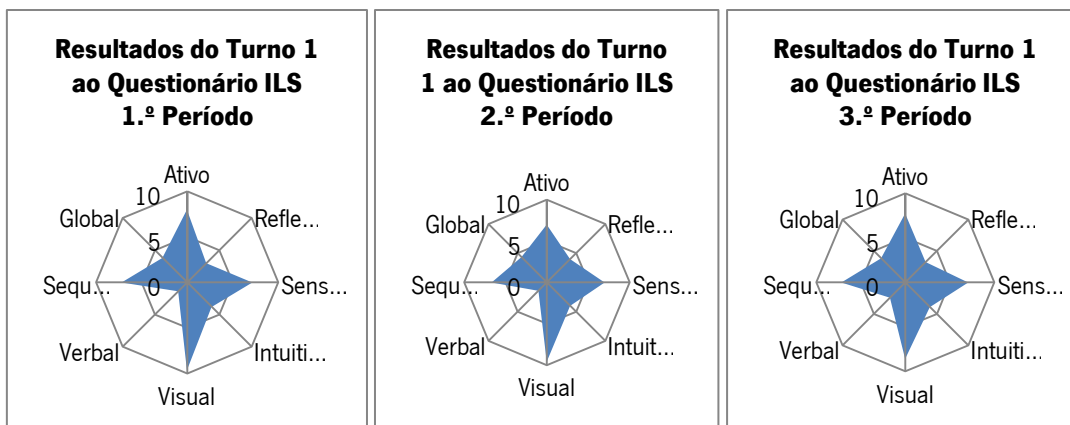 Resultados do Turno 1
ao Questionário ILS
1.º Período
Ativo
10
Global
Refle...
5
Sequ...
0
Sens...
Verbal
Intuiti...
Visual
Resultados do Turno
1 ao Questionário ILS
2.º Período
Ativo
10
Global
Refle...
5
Sequ...
0
Sens...
Verbal
Intuit...
Visual
Resultados do Turno 1
ao Questionário ILS
3.º Período
Ativo
10
Global
Refle...
5
Sequ...
0
Sens...
Verbal
Intuiti...
Visual